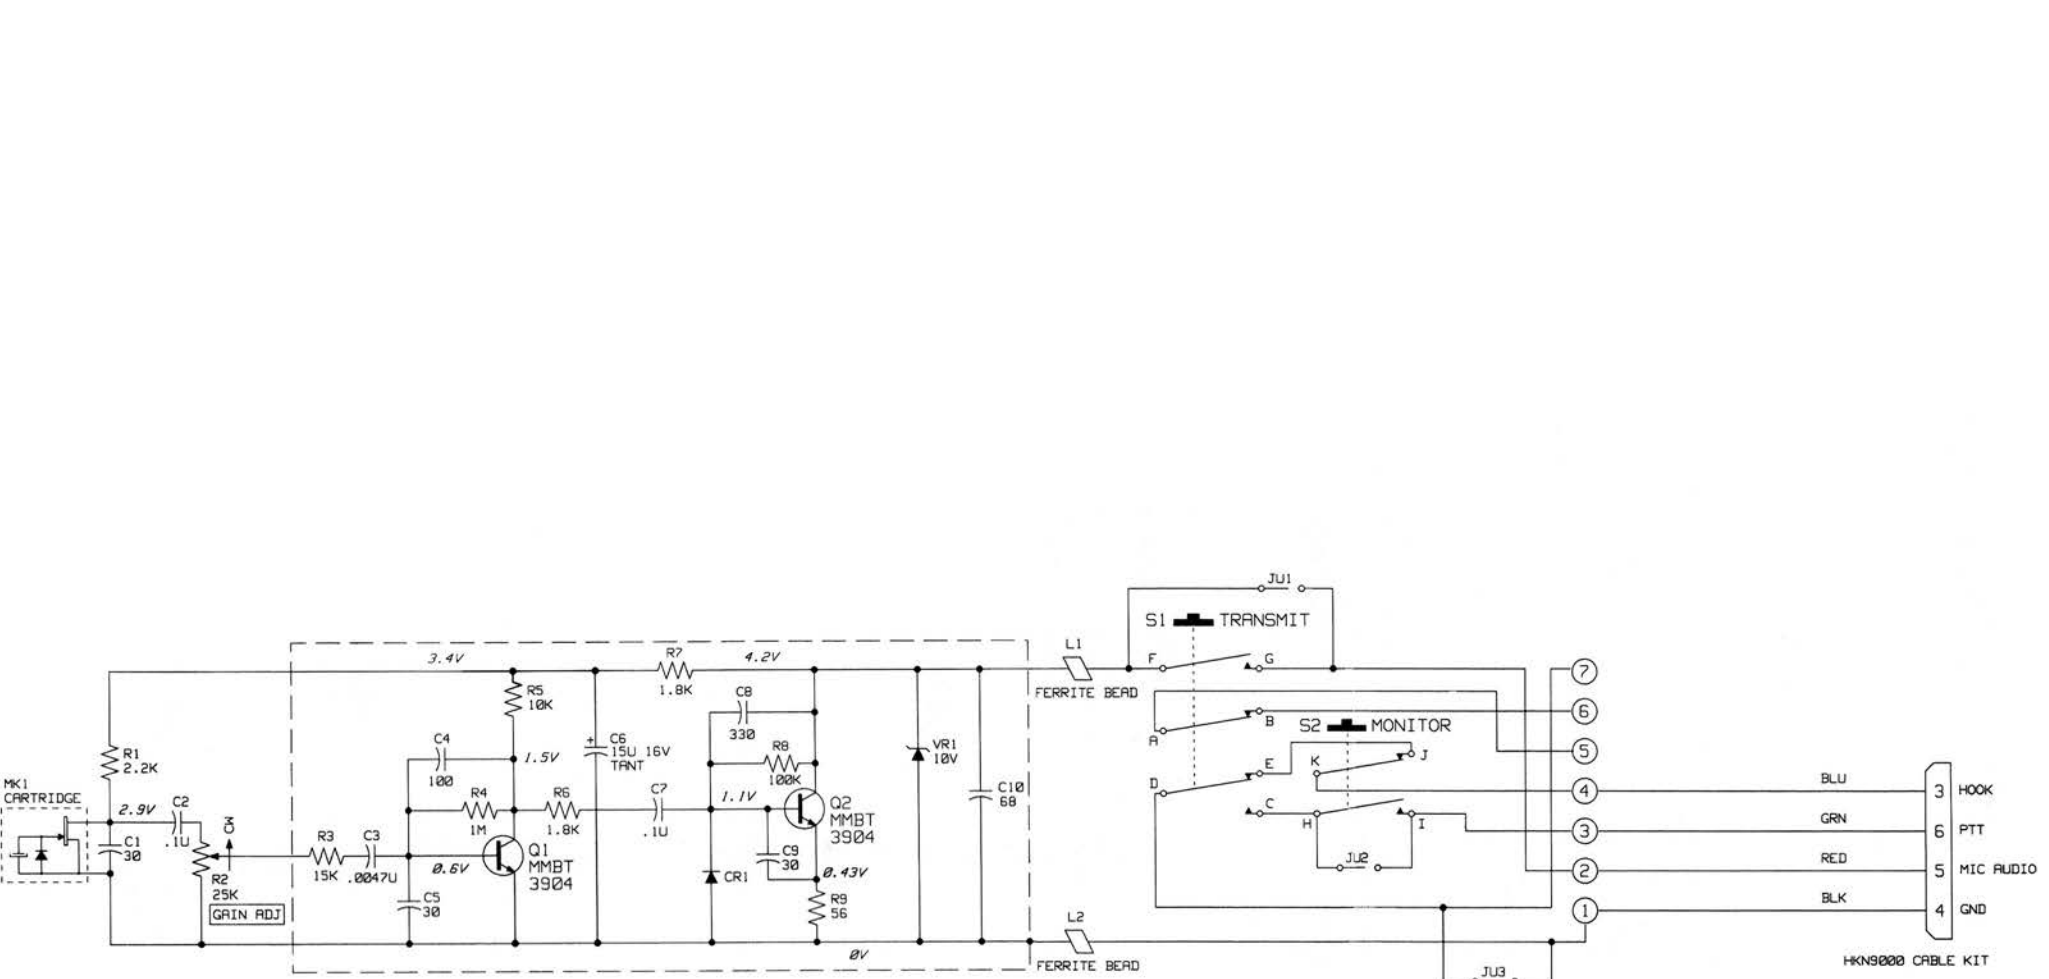 JU1
S1 TRANSMIT
L1
FERRITE BEAD
F
G
7
3.4V
R7
1.8K
4.2V
R5
10K
C8
330
A
B
6
S2 MONITOR
5
R1
2.2K
C4
100
1.5V
+
C6
15U 16V
TANT
R8
100K
VR1
10V
E
K
J
D
4
BLU
3
HOOK
MK1
CARTRIDGE
2.9V
C2
.1U
R4
1M
R6
1.8K
C7
.1U
1.1V
Q2
MMBT
3904
C10
68
C
H
I
3
GRN
6
PTT
C1
30
CW
R2
25K
GAIN ADJ
R3
15K
C3
.0047U
0.6V
Q1
MMBT
3904
C9
30
0.43V
CR1
JU2
2
RED
5
MIC AUDIO
C5
30
R9
56
1
BLK
4
GND
0V
L2
FERRITE BEAD
JU3
HKN9000 CABLE KIT